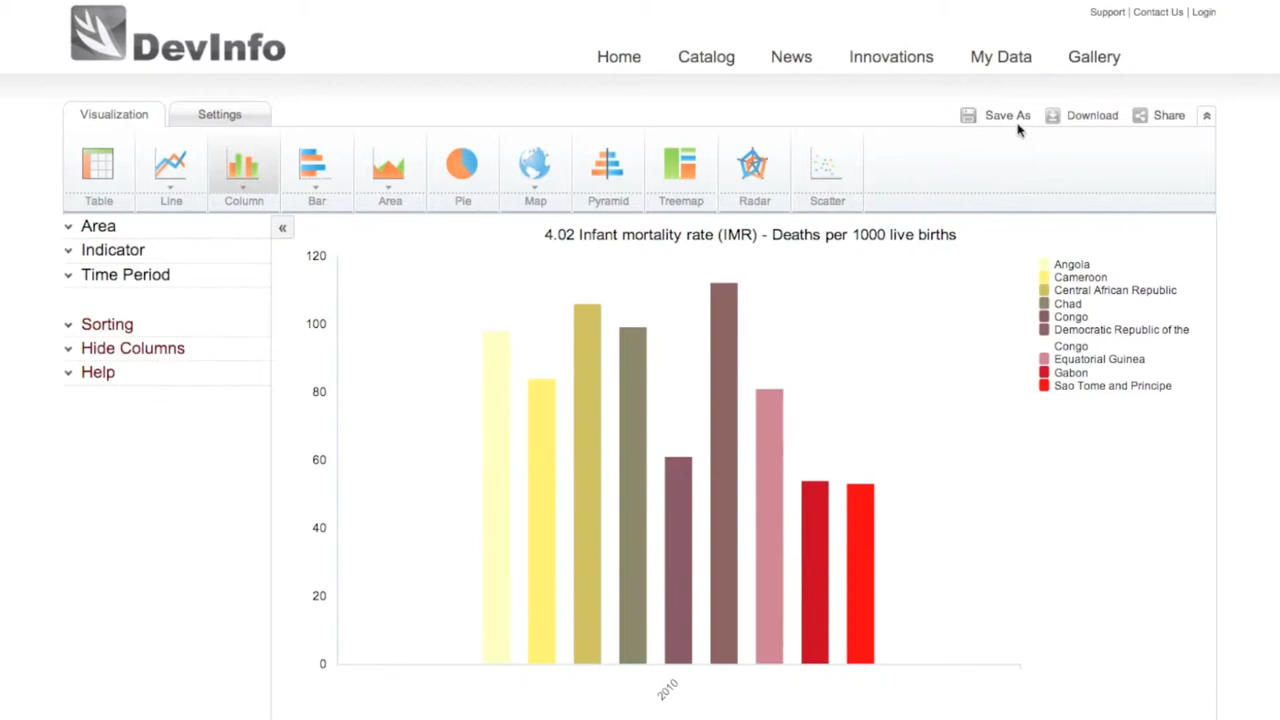 Support | Contact Us | Login
DevInfo
Home Catalog News Innovations My Data Gallery
Visualization Settings Save As Download Share
Table Line Column Bar Area Pie Map Pyramid Treemap Radar Scatter
Area
Indicator
Time Period
Sorting
Hide Columns
Help
4.02 Infant mortality rate (IMR) - Deaths per 1000 live births
120
100
80
60
40
20
0
2010
Angola
Cameroon
Central African Republic
Chad
Congo
Democratic Republic of the
Congo
Equatorial Guinea
Gabon
Sao Tome and Principe